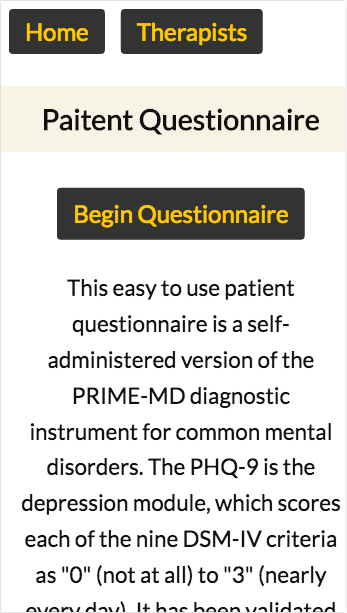 Home Therapists
Paitent Questionnaire
Begin Questionnaire
This easy to use patient
questionnaire is a self-
administered version of the
PRIME-MD diagnostic
instrument for common mental
disorders. The PHQ-9 is the
depression module, which scores
each of the nine DSM-IV criteria
as "0" (not at all) to "3" (nearly
every day). It has been validated